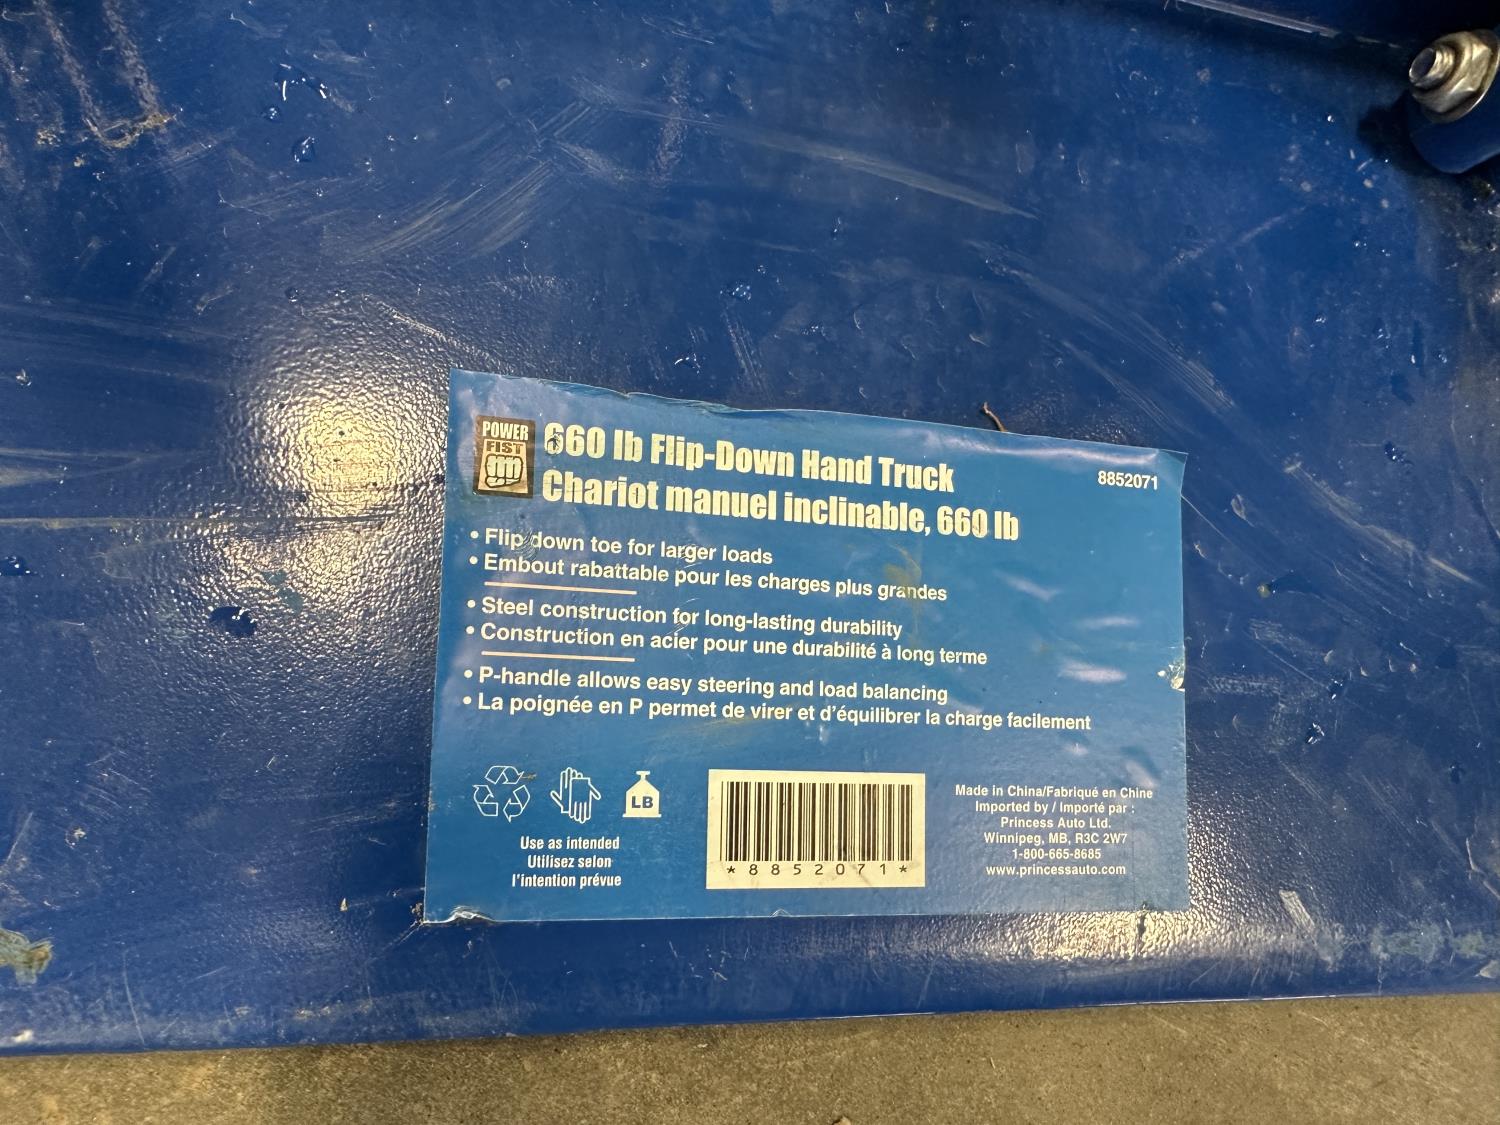 POWER
FIST
660 lb Flip-Down Hand Truck
Chariot manuel inclinable, 660 lb
8852071
• Flip down toe for larger loads
• Embout rabattable pour les charges plus grandes
• Steel construction for long-lasting durability
• Construction en acier pour une durabilité à long terme
• P-handle allows easy steering and load balancing
• La poignée en P permet de virer et d'équilibrer la charge facilement
LB
Use as intended
Utilisez selon
l'intention prévue
*8852071*
Made in China/Fabriqué en Chine
Imported by / Importé par :
Princess Auto Ltd.
Winnipeg, MB, R3C 2W7
1-800-665-8685
www.princessauto.com